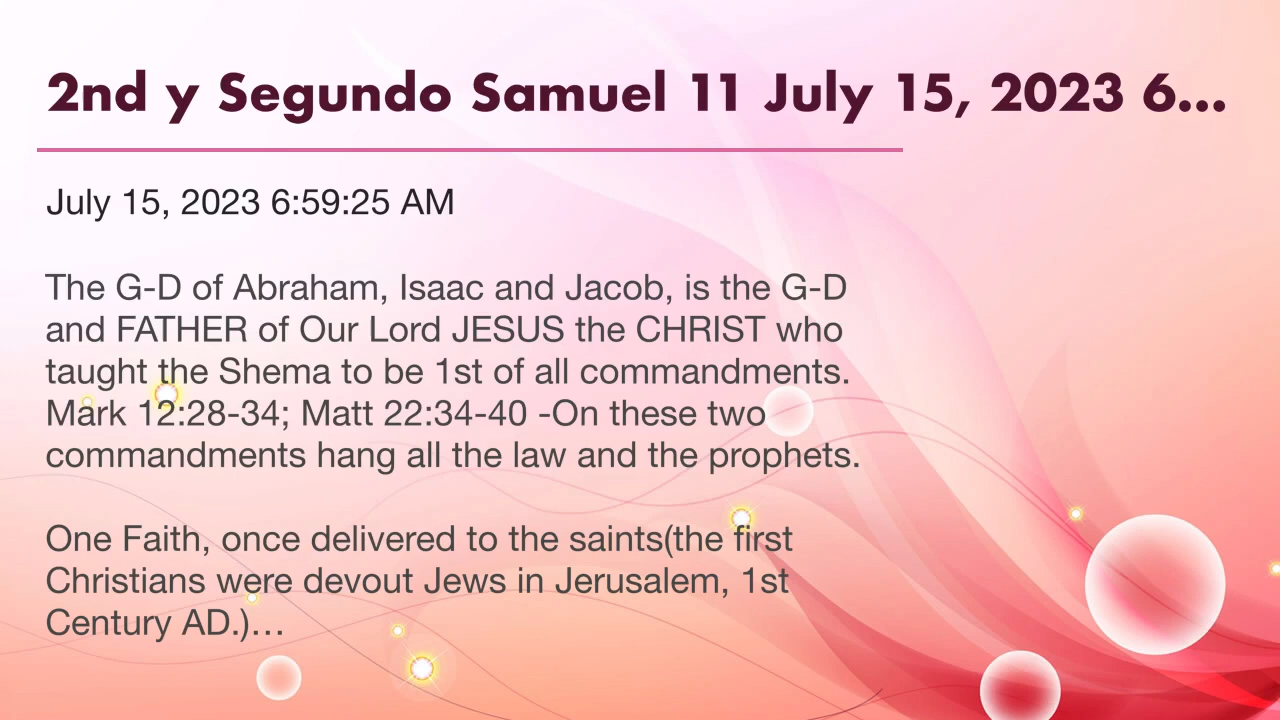 2nd y Segundo Samuel 11 July 15, 2023 6...
July 15, 2023 6:59:25 AM
The G-D of Abraham, Isaac and Jacob, is the G-D
and FATHER of Our Lord JESUS the CHRIST who
taught the Shema to be 1st of all commandments.
Mark 12:28-34; Matt 22:34-40 -On these two
commandments hang all the law and the prophets.
One Faith, once delivered to the saints(the first
Christians were devout Jews in Jerusalem, 1st
Century AD.)…